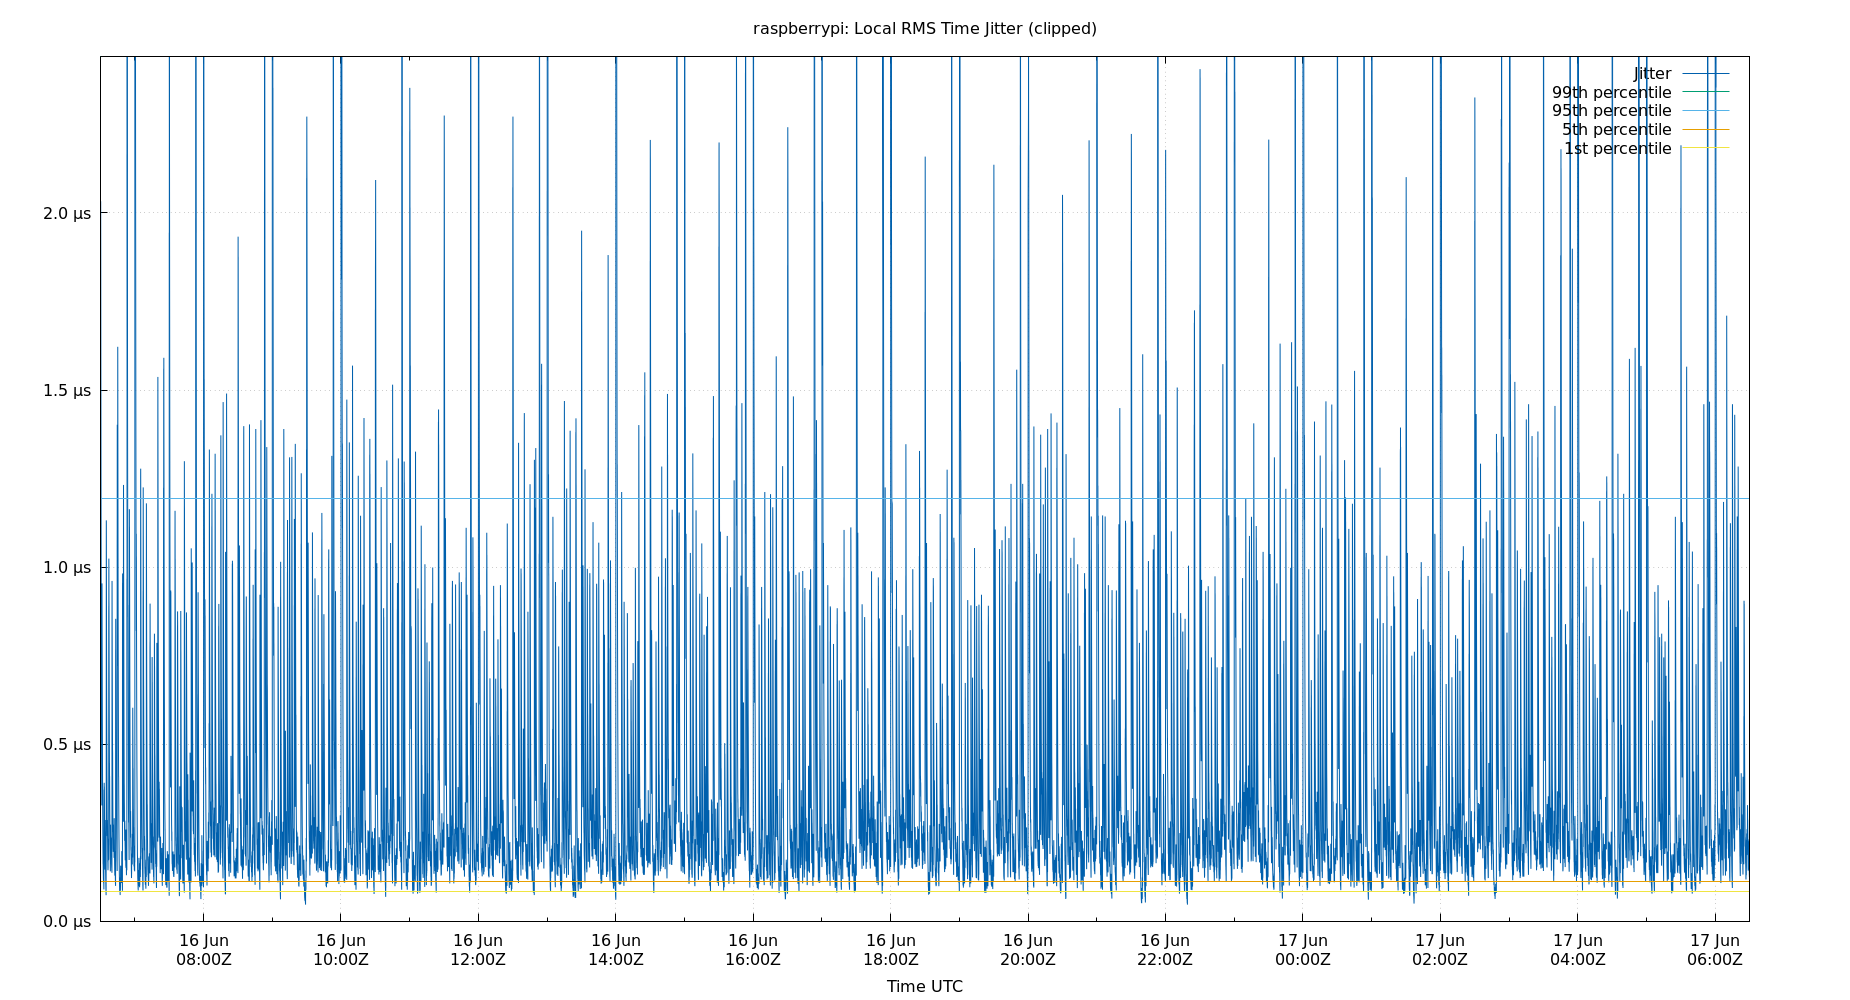 raspberrypi: Local RMS Time Jitter (clipped)
Jitter
99th percentile
95th percentile
5th percentile
1st percentile
2.0 µs
1.5 µs
1.0 µs
0.5 µs
0.0 µs
16 Jun 16 Jun 16 Jun 16 Jun 16 Jun 16 Jun 16 Jun 16 Jun 17 Jun 17 Jun 17 Jun 17 Jun
08:00Z 10:00Z 12:00Z 14:00Z 16:00Z 18:00Z 20:00Z 22:00Z 00:00Z 02:00Z 04:00Z 06:00Z
Time UTC